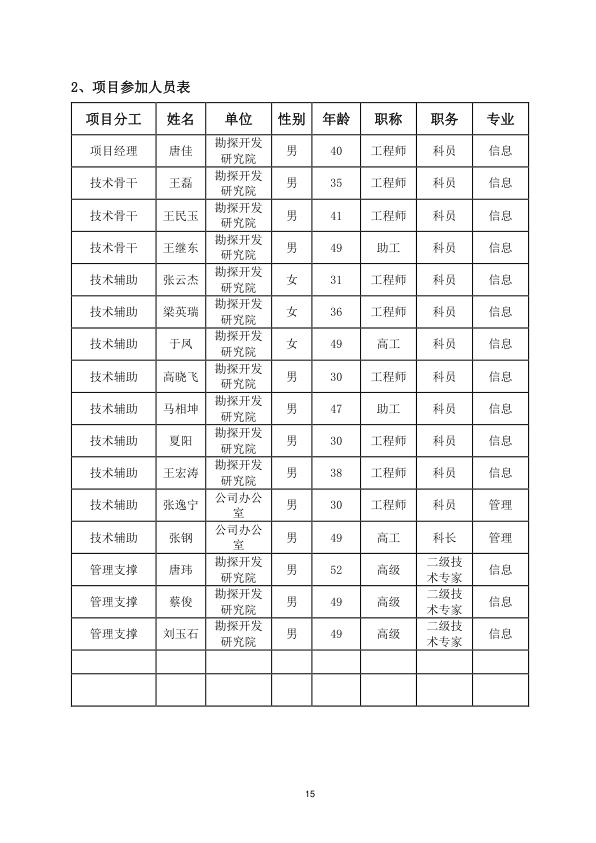 2、项目参加人员表
项目分工 姓名 单位 性别 年龄 职称 职务 专业
项目经理 唐佳 勘探开发研究院 男 40 工程师 科员 信息
技术骨干 王磊 勘探开发研究院 男 35 工程师 科员 信息
技术骨干 王民玉 勘探开发研究院 男 41 工程师 科员 信息
技术骨干 王继东 勘探开发研究院 男 49 助工 科员 信息
技术辅助 张云杰 勘探开发研究院 女 31 工程师 科员 信息
技术辅助 梁英瑞 勘探开发研究院 女 36 工程师 科员 信息
技术辅助 于凤 勘探开发研究院 女 49 高工 科员 信息
技术辅助 高晓飞 勘探开发研究院 男 30 工程师 科员 信息
技术辅助 马相坤 勘探开发研究院 男 47 助工 科员 信息
技术辅助 夏阳 勘探开发研究院 男 30 工程师 科员 信息
技术辅助 王宏涛 勘探开发研究院 男 38 工程师 科员 信息
技术辅助 张逸宁 公司办公室 男 30 工程师 科员 管理
技术辅助 张钢 公司办公室 男 49 高工 科长 管理
管理支撑 唐玮 勘探开发研究院 男 52 高级 二级技术专家 信息
管理支撑 蔡俊 勘探开发研究院 男 49 高级 二级技术专家 信息
管理支撑 刘玉石 勘探开发研究院 男 49 高级 二级技术专家 信息
15